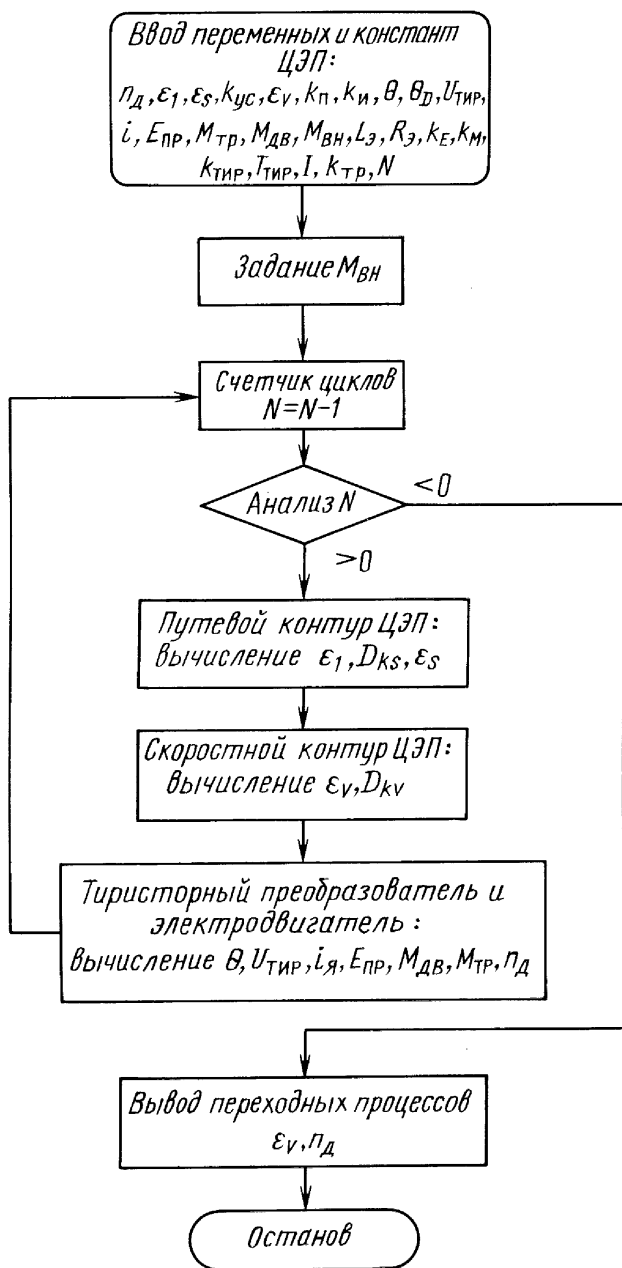 Ввод переменных и констант
ЦЭП:
n_Д, ε_1, ε_s, k_УС, ε_V, k_П, k_И, θ, θ_D, U_ТИР,
i, E_ПР, M_ТР, M_ДВ, M_ВН, L_Э, R_Э, k_E, k_M,
k_ТИР, T_ТИР, I, k_ТР, N
Задание M_ВН
Счетчик циклов
N=N-1
Анализ N
<0
>0
Путевой контур ЦЭП:
вычисление ε_1, D_ks, ε_s
Скоростной контур ЦЭП:
вычисление ε_V, D_kv
Тиристорный преобразователь и
электродвигатель:
вычисление θ, U_ТИР, i_Я, E_ПР, M_ДВ, M_ТР, n_Д
Вывод переходных процессов
ε_V, n_Д
Останов